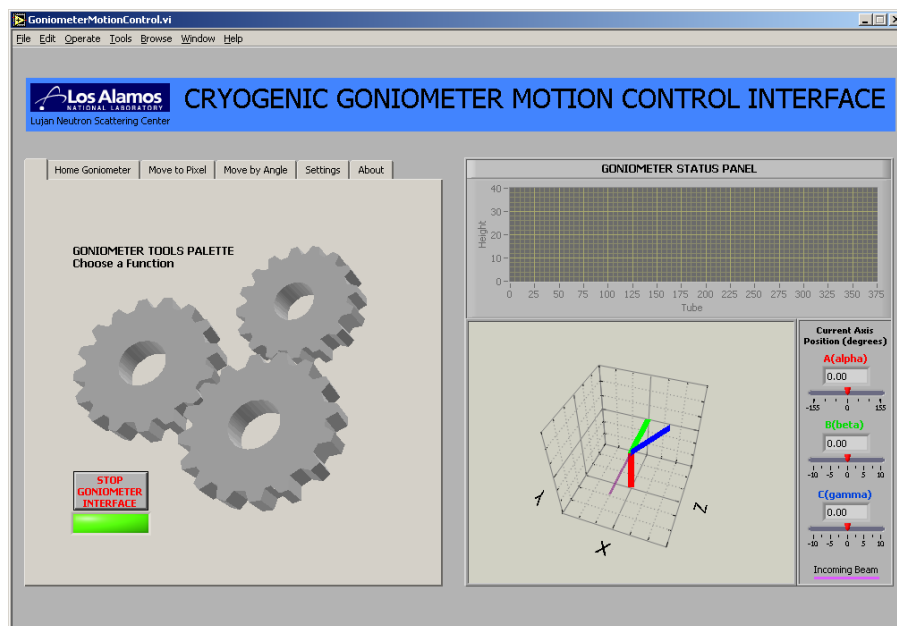 GoniometerMotionControl.vi
File Edit Operate Tools Browse Window Help
Los Alamos
NATIONAL LABORATORY
Lujan Neutron Scattering Center
CRYOGENIC GONIOMETER MOTION CONTROL INTERFACE
Home Goniometer Move to Pixel Move by Angle Settings About
GONIOMETER TOOLS PALETTE
Choose a Function
STOP
GONIOMETER
INTERFACE
GONIOMETER STATUS PANEL
Height
40
30
20
10
0
0 25 50 75 100 125 150 175 200 225 250 275 300 325 350 375
Tube
Y
X
Z
Current Axis
Position (degrees)
A(alpha)
0.00
-155 0 155
B(beta)
0.00
-10 -5 0 5 10
C(gamma)
0.00
-10 -5 0 5 10
Incoming Beam